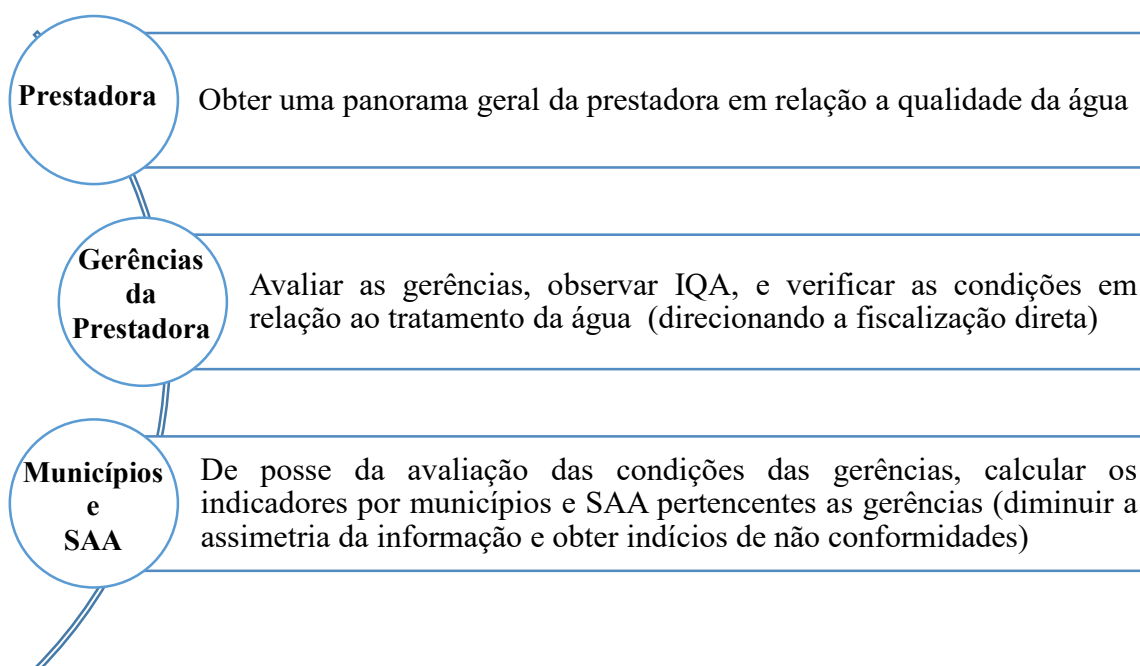 Prestadora
Obter uma panorama geral da prestadora em relação a qualidade da água
Gerências
da
Prestadora
Avaliar as gerências, observar IQA, e verificar as condições em
relação ao tratamento da água (direcionando a fiscalização direta)
Municípios
e
SAA
De posse da avaliação das condições das gerências, calcular os
indicadores por municípios e SAA pertencentes as gerências (diminuir a
assimetria da informação e obter indícios de não conformidades)